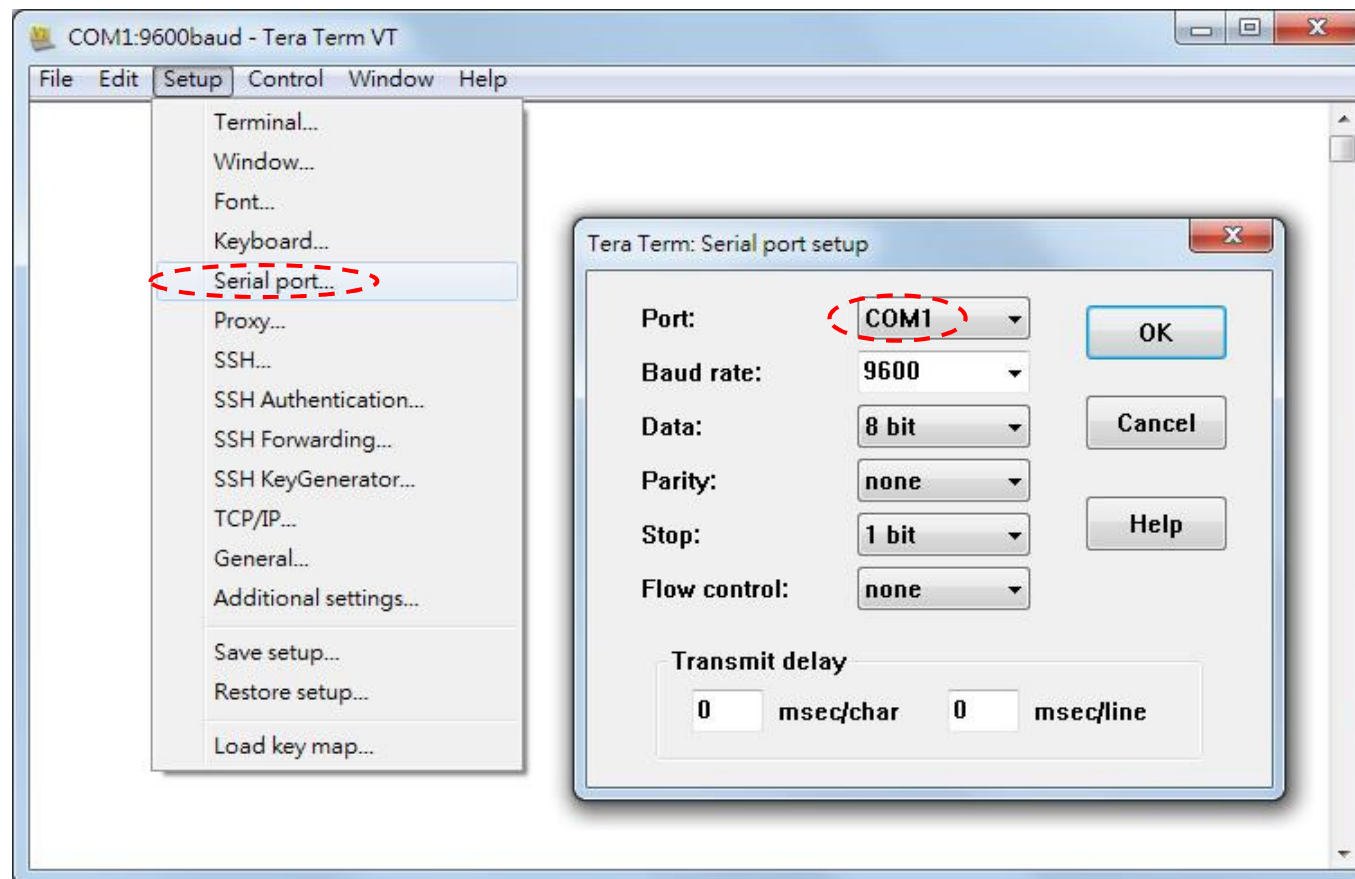 COM1:9600baud - Tera Term VT
File Edit Setup Control Window Help
Terminal...
Window...
Font...
Keyboard...
Serial port...
Proxy...
SSH...
SSH Authentication...
SSH Forwarding...
SSH KeyGenerator...
TCP/IP...
General...
Additional settings...
Save setup...
Restore setup...
Load key map...
Tera Term: Serial port setup
Port: COM1
OK
Baud rate: 9600
Data: 8 bit
Cancel
Parity: none
Stop: 1 bit
Help
Flow control: none
Transmit delay
0 msec/char 0 msec/line